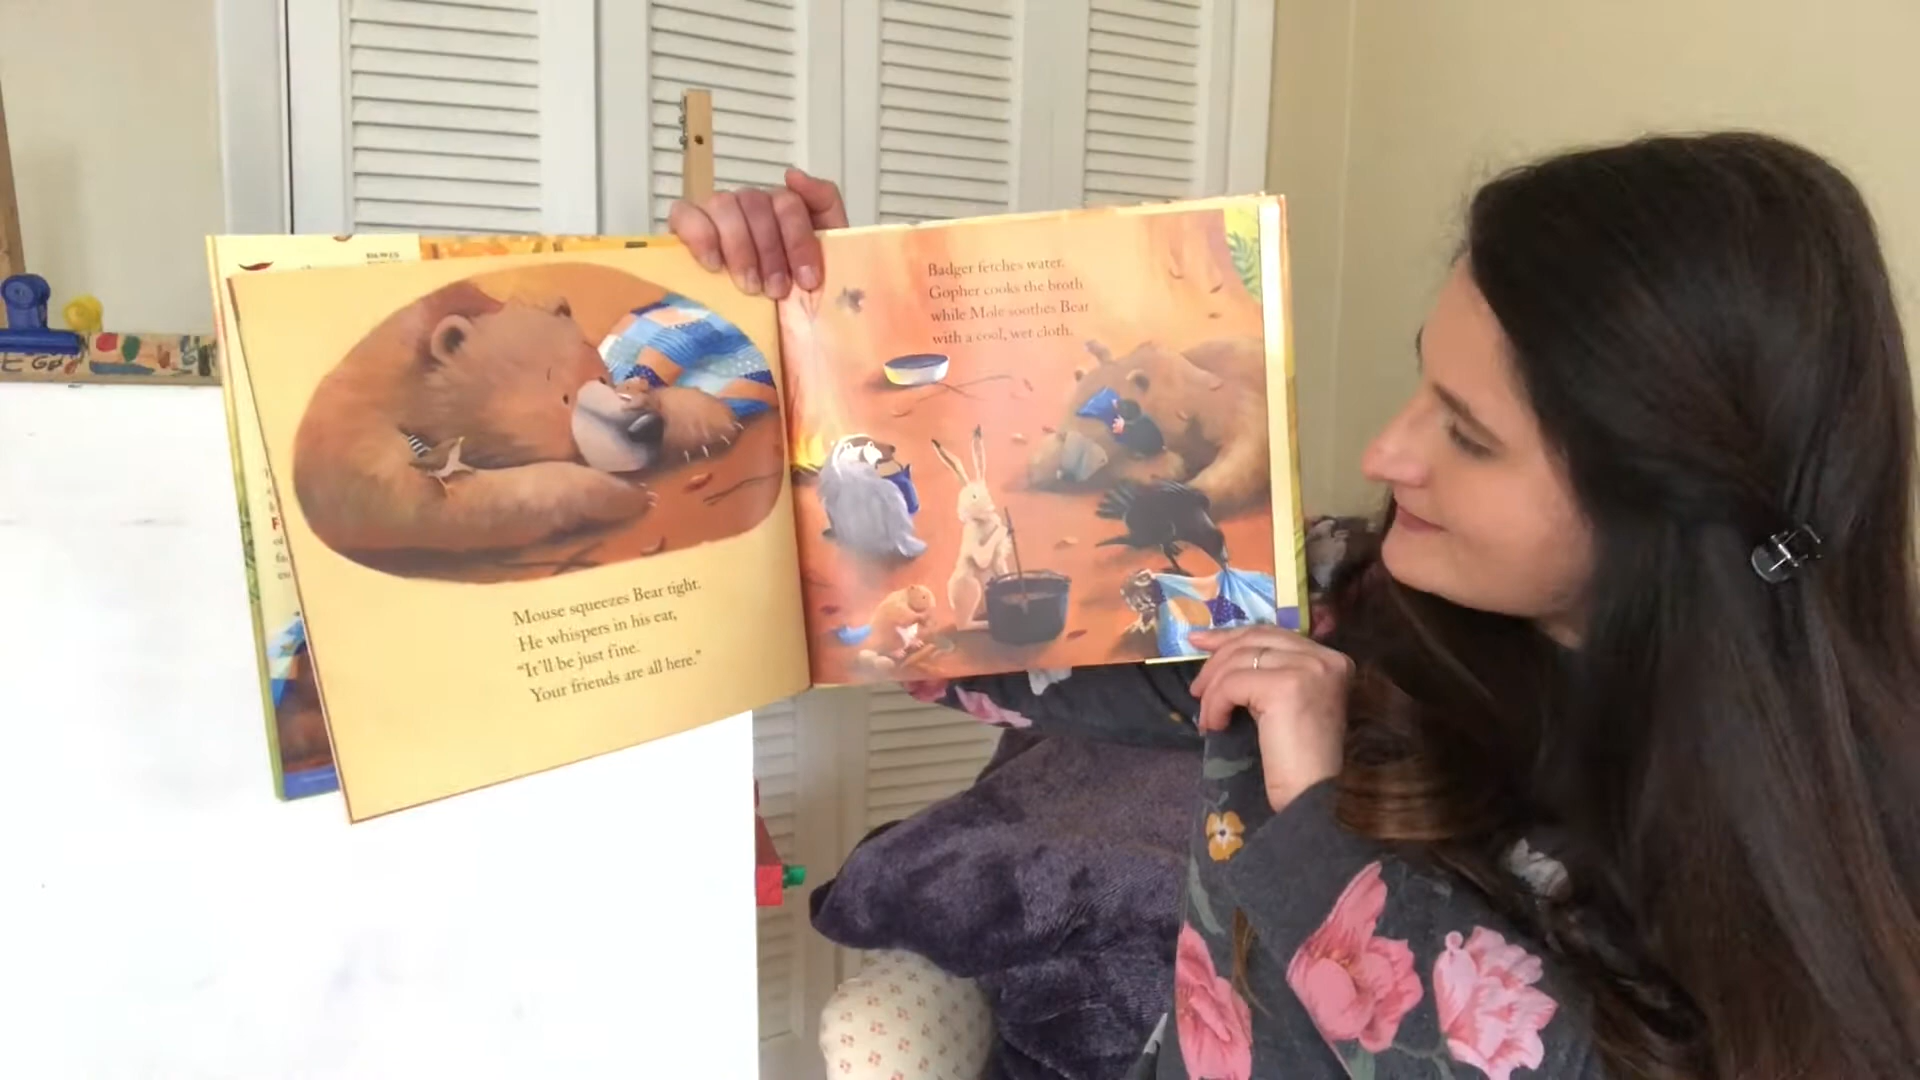 Mouse squeezes Bear tight.
He whispers in his ear,
“It’ll be just fine.
Your friends are all here.”
Badger fetches water.
Gopher cooks the broth
while Mole soothes Bear
with a cool, wet cloth.